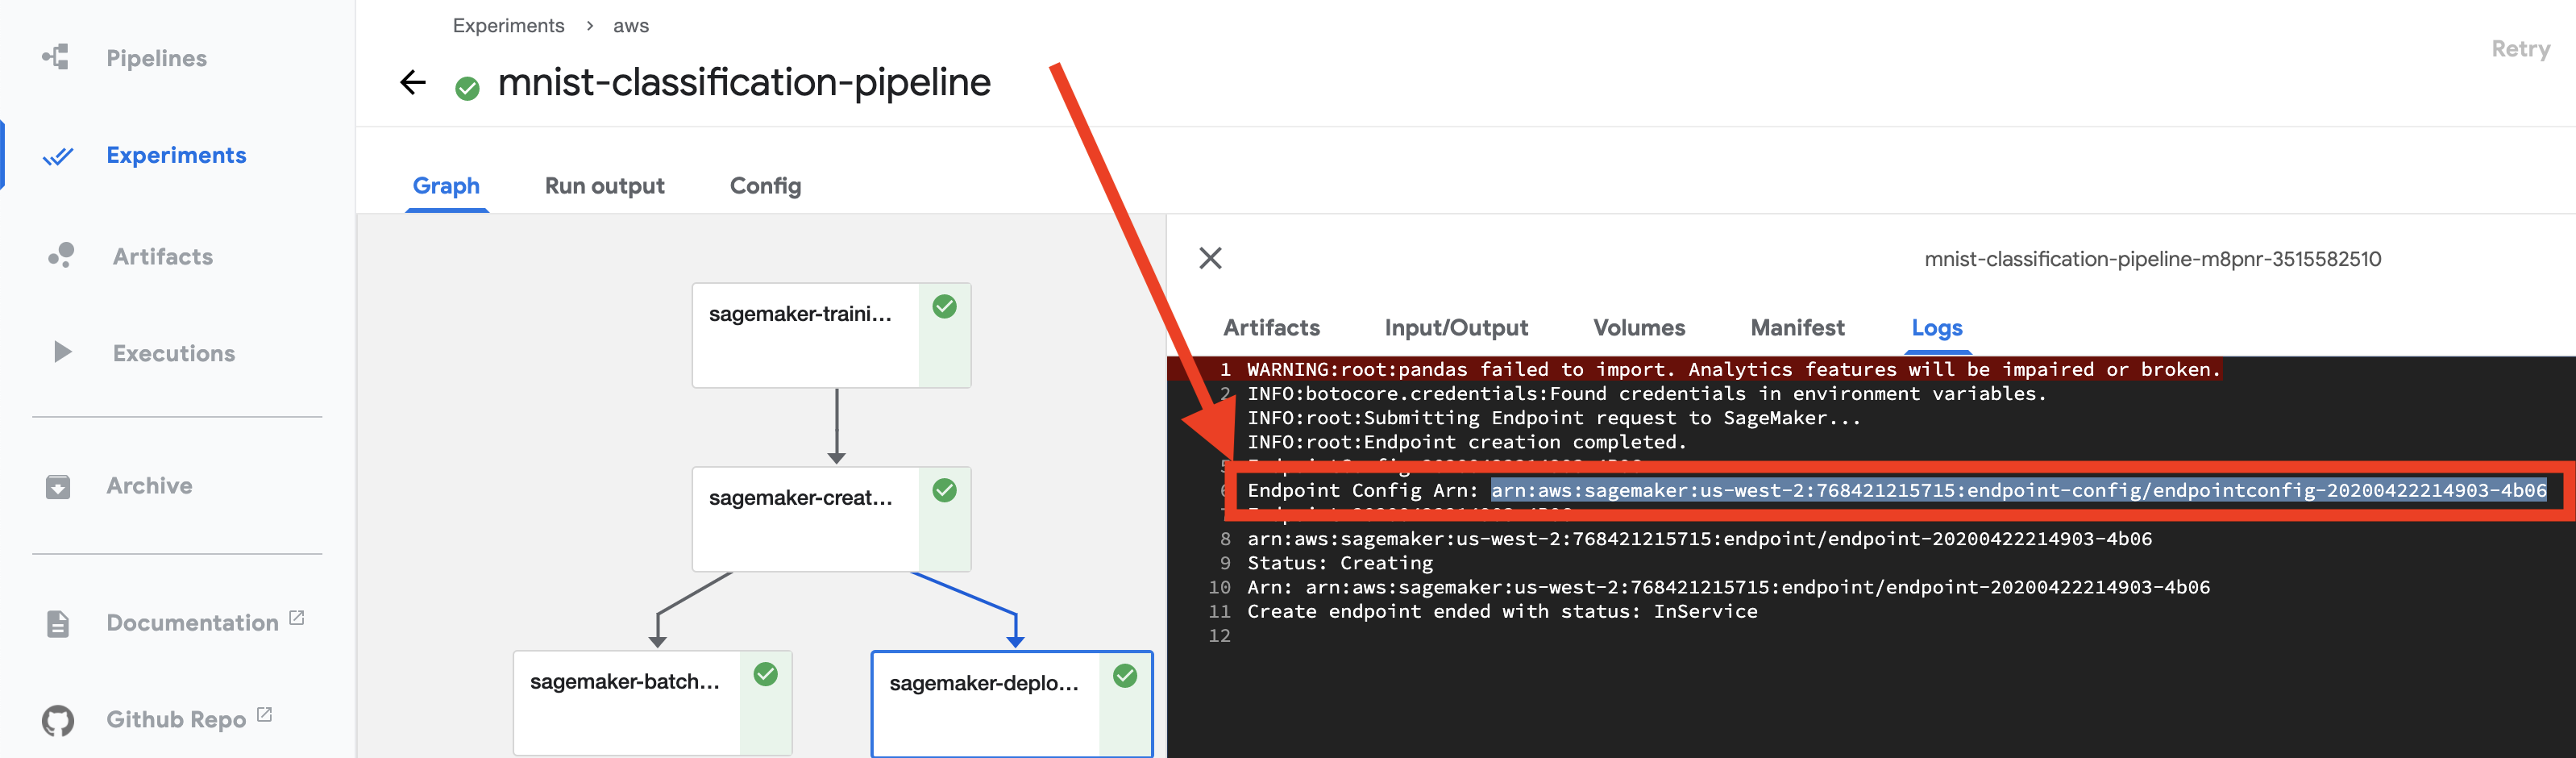 Pipelines
Experiments
Artifacts
Executions
Archive
Documentation
Github Repo
Experiments > aws
mnist-classification-pipeline
Retry
Graph Run output Config
sagemaker-traini...
sagemaker-creat...
sagemaker-batch...
sagemaker-deplo...
mnist-classification-pipeline-m8pnr-3515582510
Artifacts Input/Output Volumes Manifest Logs
1 WARNING:root:pandas failed to import. Analytics features will be impaired or broken.
2 INFO:botocore.credentials:Found credentials in environment variables.
INFO:root:Submitting Endpoint request to SageMaker...
INFO:root:Endpoint creation completed.
5
6 Endpoint Config Arn: arn:aws:sagemaker:us-west-2:768421215715:endpoint-config/endpointconfig-20200422214903-4b06
8 arn:aws:sagemaker:us-west-2:768421215715:endpoint/endpoint-20200422214903-4b06
9 Status: Creating
10 Arn: arn:aws:sagemaker:us-west-2:768421215715:endpoint/endpoint-20200422214903-4b06
11 Create endpoint ended with status: InService
12